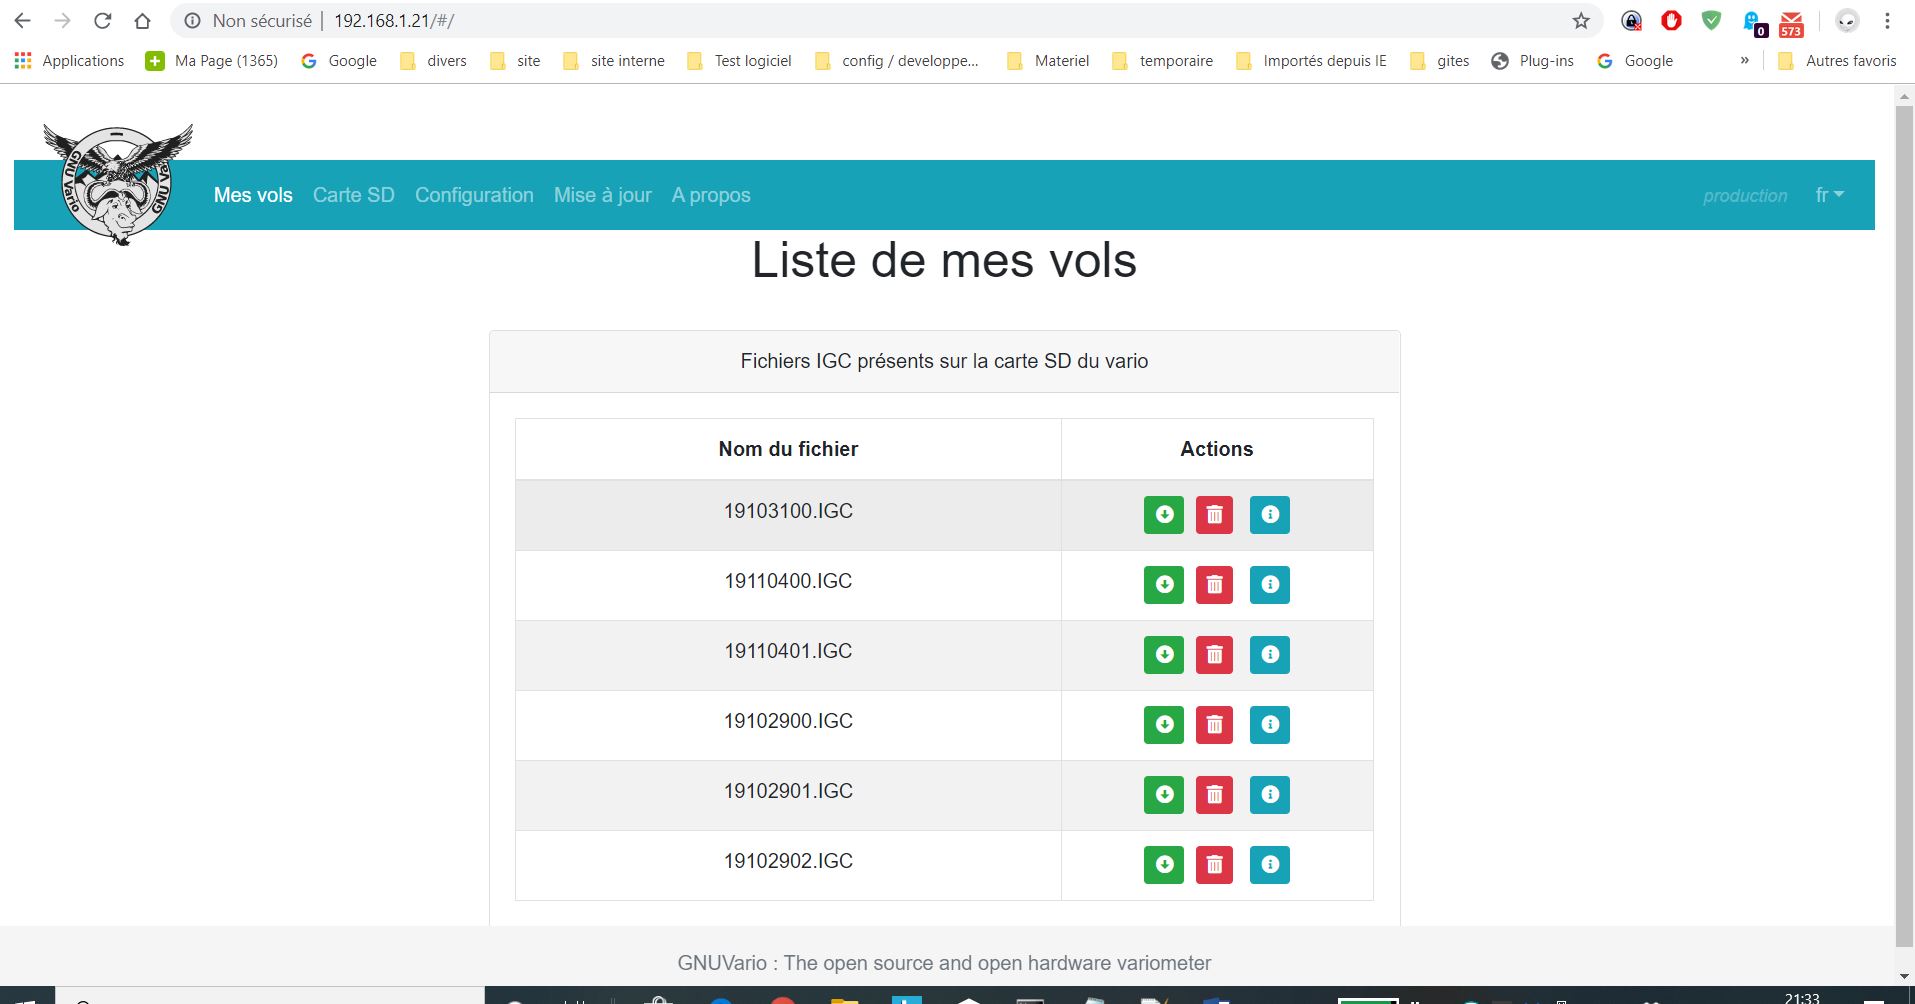 Non sécurisé | 192.168.1.21/#/
0
573
Applications Ma Page (1365) Google divers site site interne Test logiciel config / developpe... Materiel temporaire Importés depuis IE gites Plug-ins Google » Autres favoris
GNU Vario GNU Vario
Mes vols Carte SD Configuration Mise à jour A propos production fr
Liste de mes vols
Fichiers IGC présents sur la carte SD du vario
Nom du fichier Actions
19103100.IGC
19110400.IGC
19110401.IGC
19102900.IGC
19102901.IGC
19102902.IGC
GNUVario : The open source and open hardware variometer
21:33